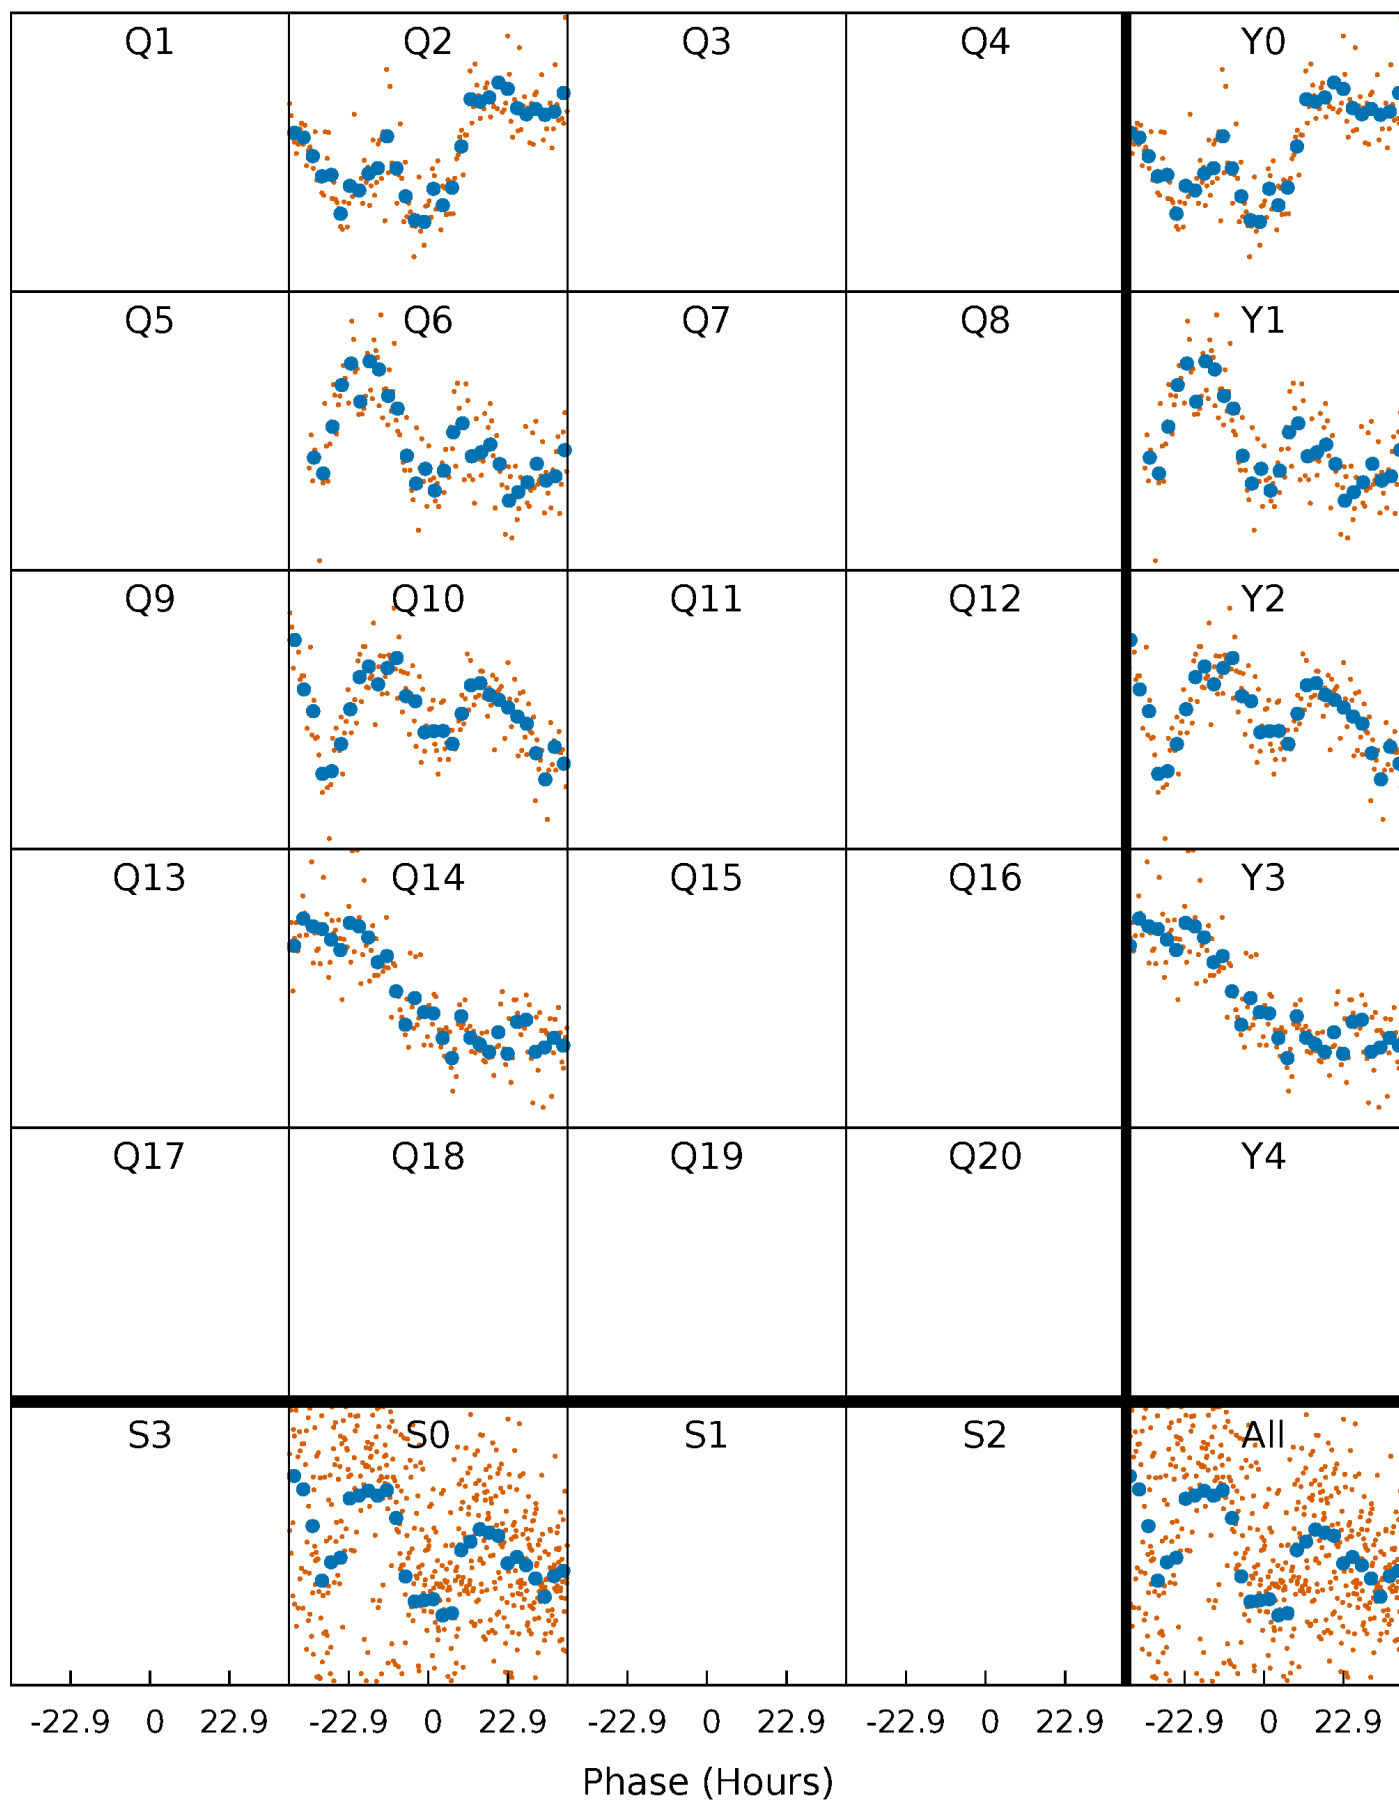 Q1 Q2 Q3 Q4 Y0
Q5 Q6 Q7 Q8 Y1
Q9 Q10 Q11 Q12 Y2
Q13 Q14 Q15 Q16 Y3
Q17 Q18 Q19 Q20 Y4
S3 S0 S1 S2 All
-22.9 0 22.9 -22.9 0 22.9 -22.9 0 22.9 -22.9 0 22.9 -22.9 0 22.9
Phase (Hours)